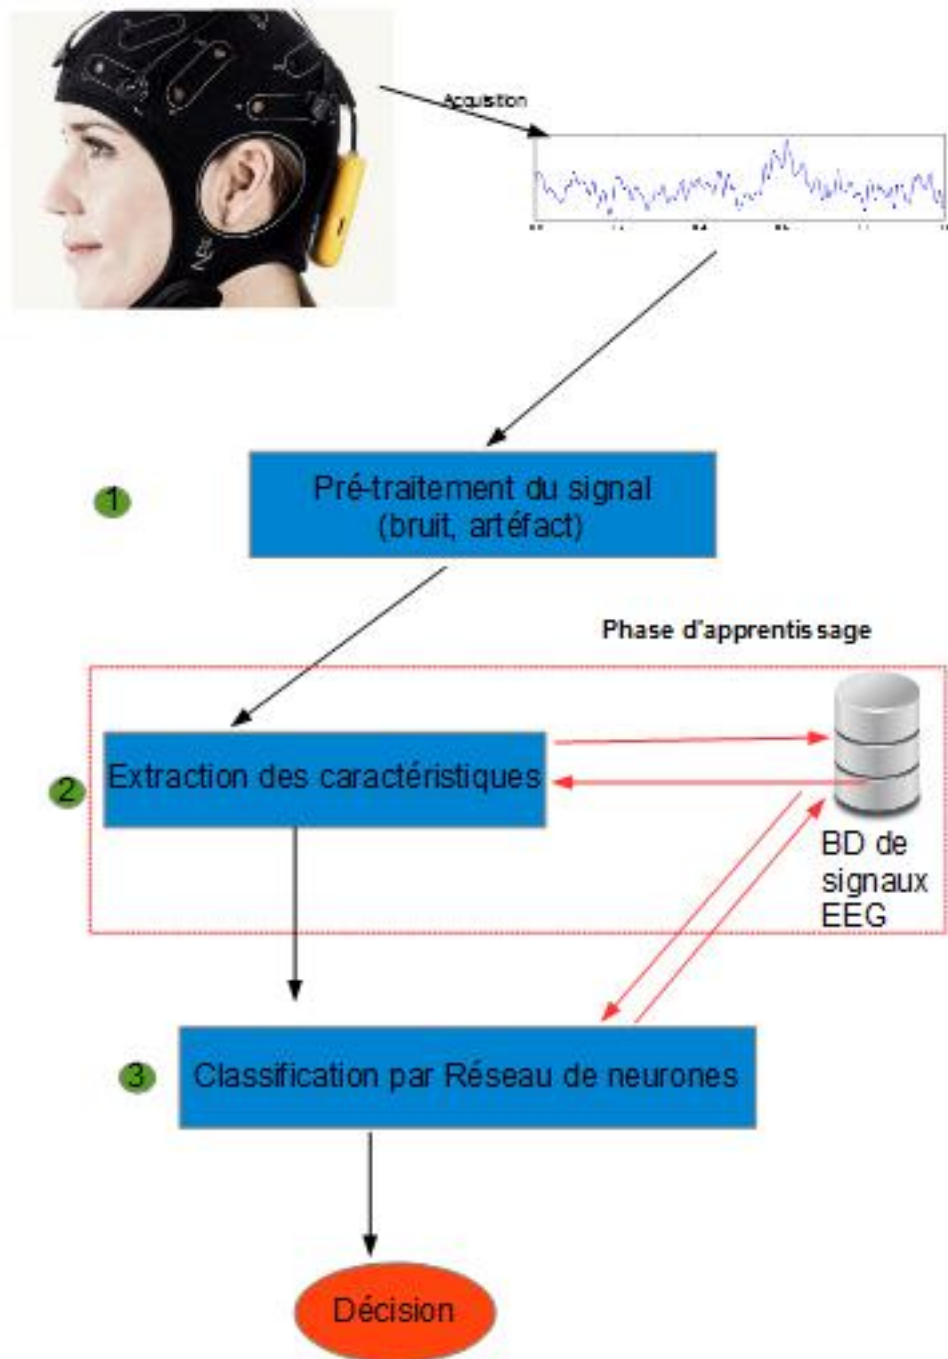 Acquisition
1
Pré-traitement du signal
(bruit, artéfact)
Phase d'apprentissage
2
Extraction des caractéristiques
BD de
signaux
EEG
3
Classification par Réseau de neurones
Décision